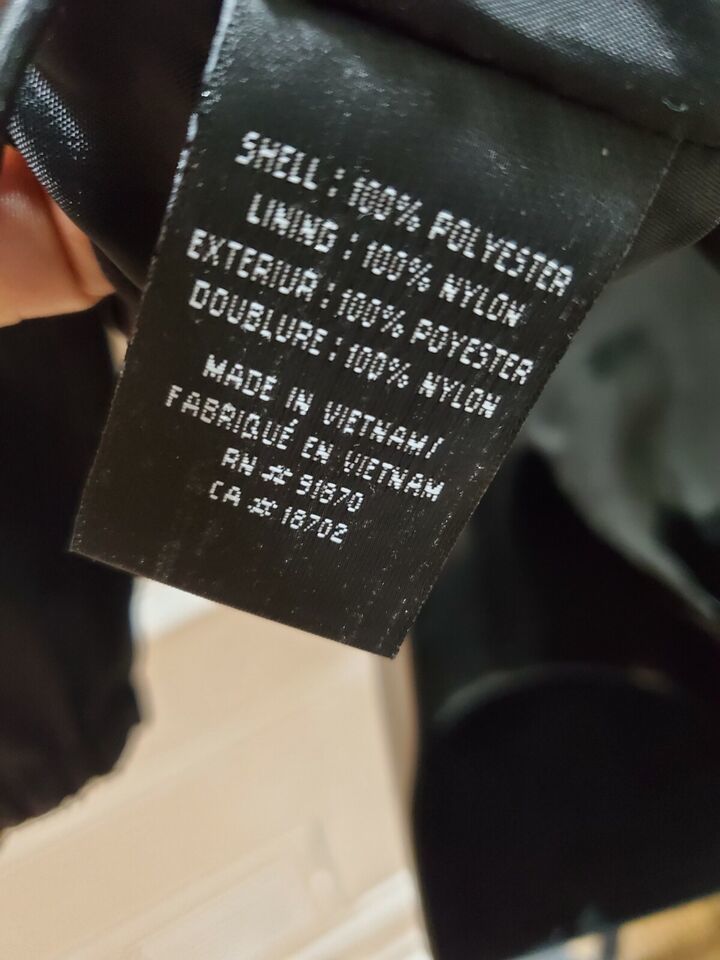 SHELL : 100% POLYESTER
LINING : 100% NYLON
EXTERIUR : 100% POYESTER
DOUBLURE : 100% NYLON
MADE IN VIETNAM/
FABRIQUÉ EN VIETNAM
RN # 91870
CA # 18702